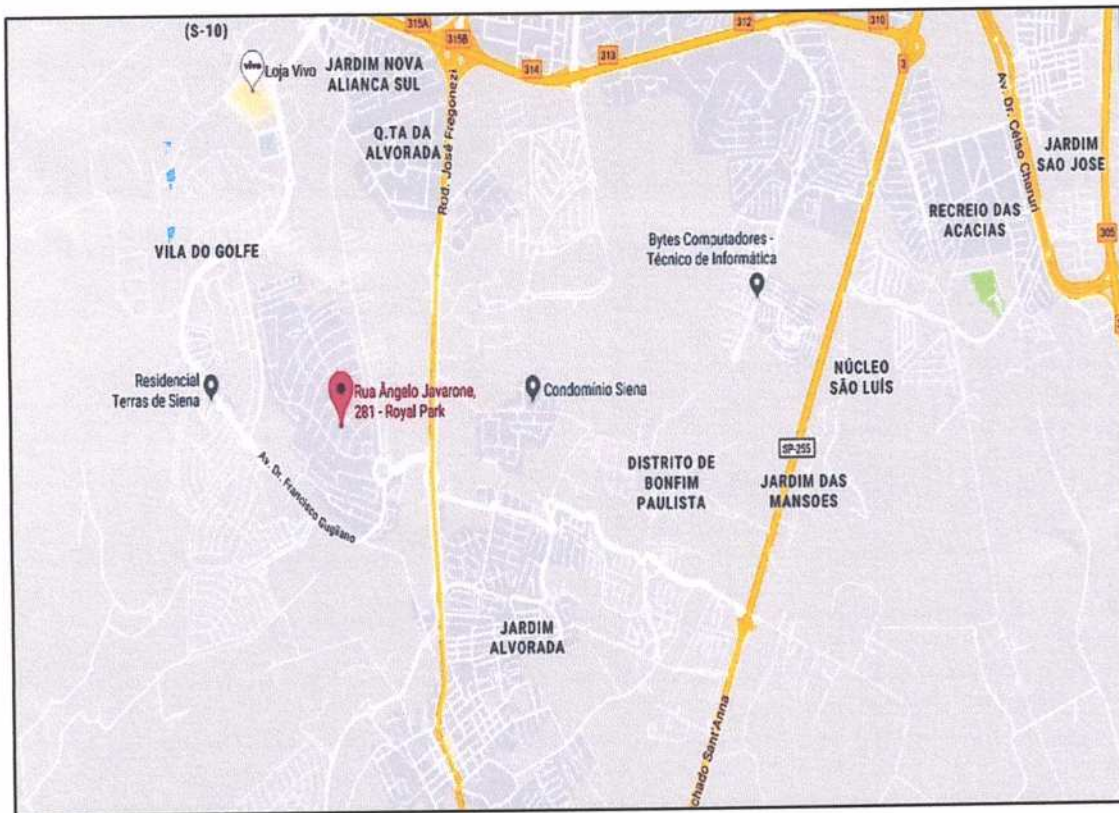 (S-10)
315A
315B
312
310
313
314
3
vivo
Loja Vivo
JARDIM NOVA
ALIANCA SUL
Q.TA DA
ALVORADA
Rod. José Fregonezi
Av. Dr. Celso Charuri
JARDIM
SAO JOSE
RECREIO DAS
ACACIAS
305
VILA DO GOLFE
Bytes Computadores -
Técnico de Informática
NÚCLEO
SÃO LUÍS
Residencial
Terras de Siena
Rua Ângelo Javarone,
281 - Royal Park
Condomínio Siena
Av. Dr. Francisco Gugliano
DISTRITO DE
BONFIM
PAULISTA
SP-255
JARDIM DAS
MANSOES
JARDIM
ALVORADA
chado Sant'Anna